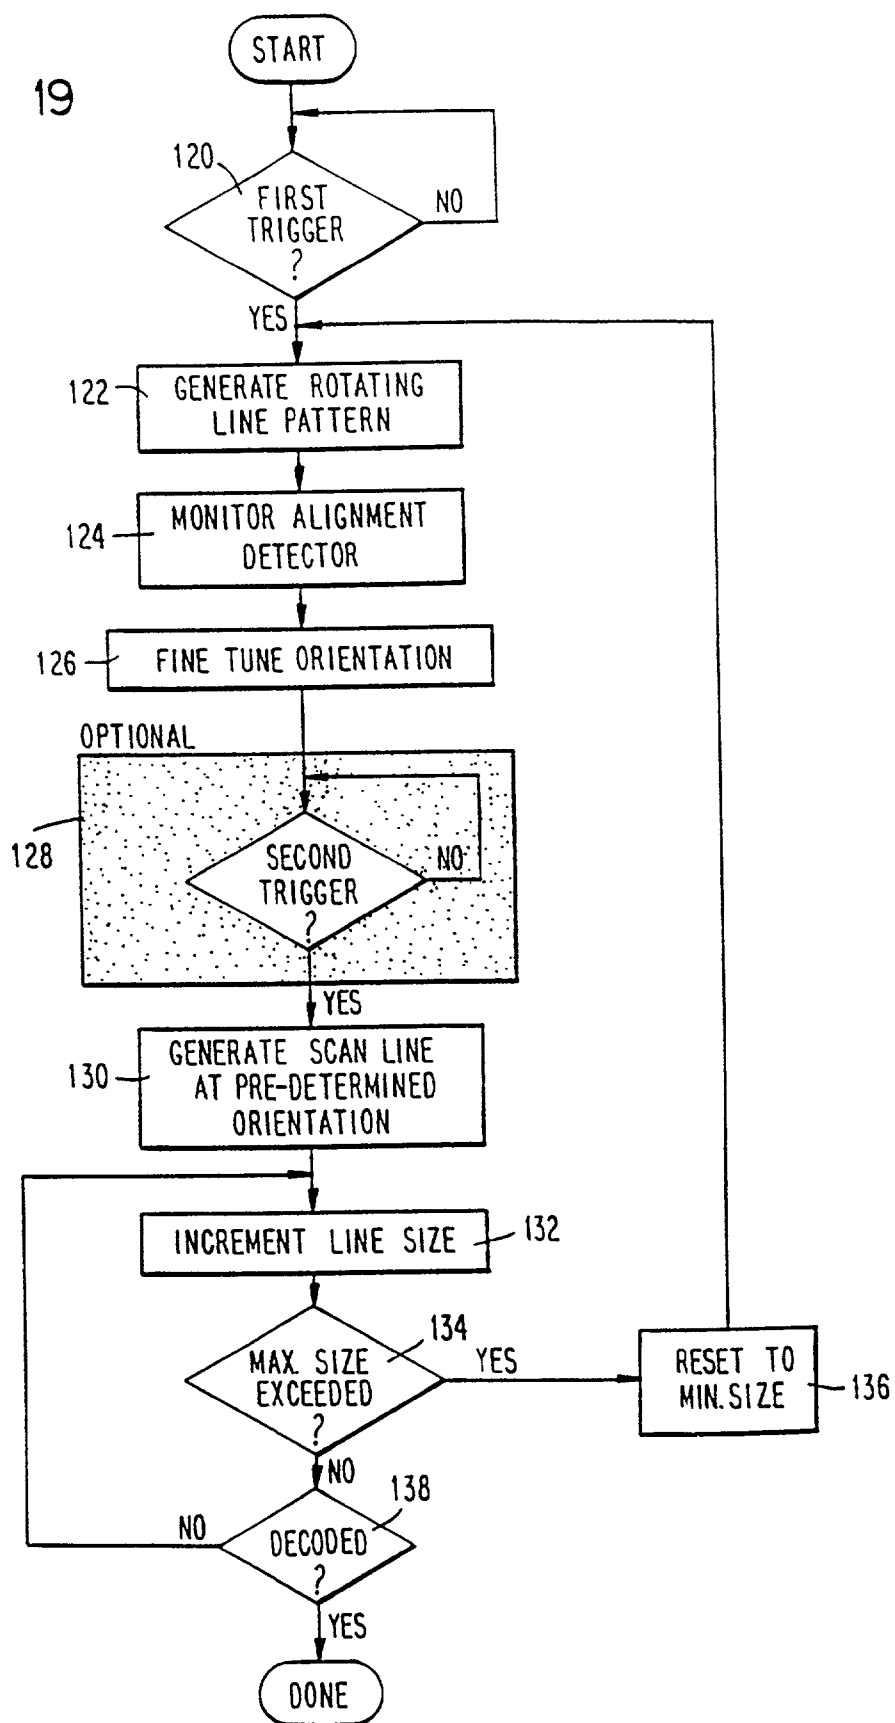 START
19
120
FIRST
TRIGGER
?
NO
YES
122
GENERATE ROTATING
LINE PATTERN
124
MONITOR ALIGNMENT
DETECTOR
126
FINE TUNE ORIENTATION
OPTIONAL
128
SECOND
TRIGGER
?
NO
YES
130
GENERATE SCAN LINE
AT PRE-DETERMINED
ORIENTATION
INCREMENT LINE SIZE
132
134
MAX. SIZE
EXCEEDED
?
YES
RESET TO
MIN. SIZE
136
NO
138
NO
DECODED
?
YES
DONE